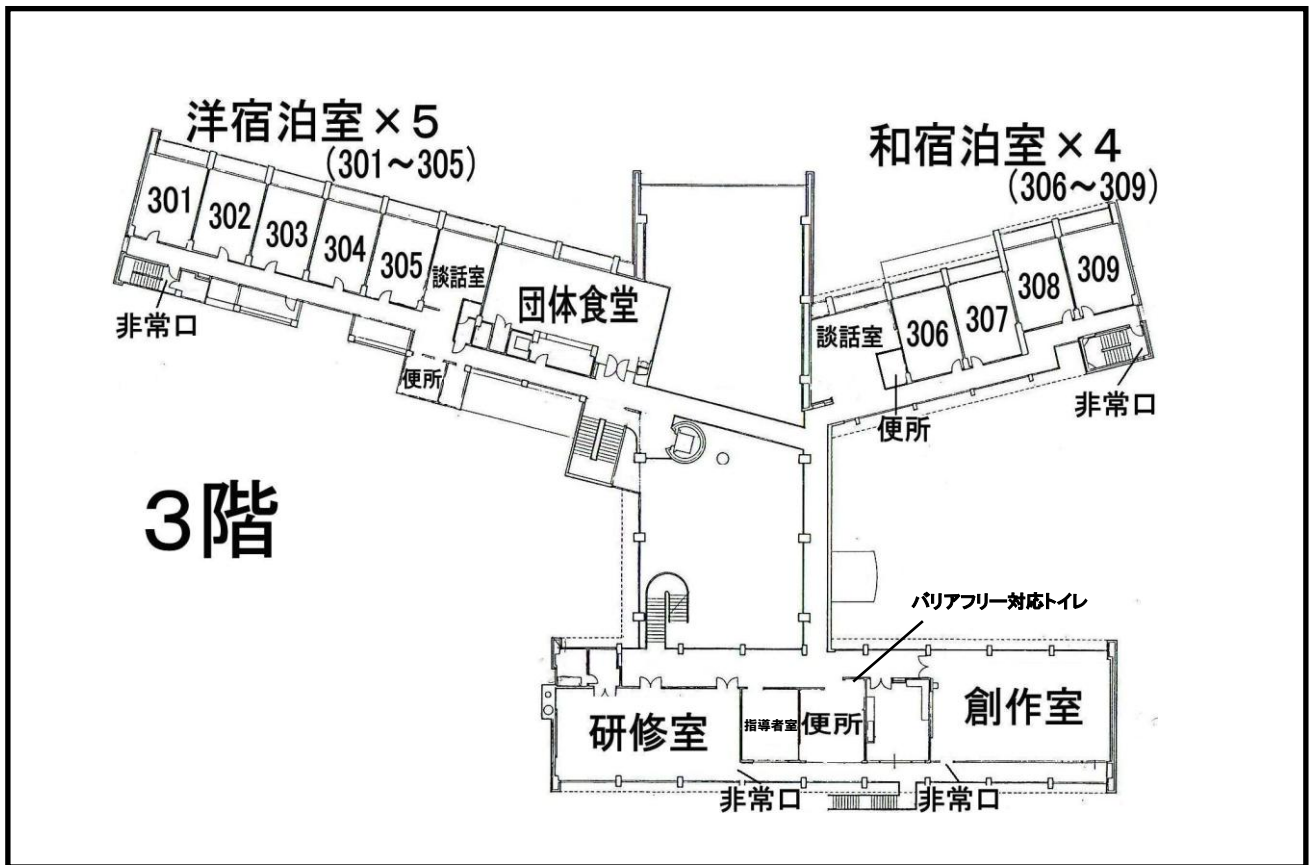 洋宿泊室×5
(301～305)
和宿泊室×4
(306～309)
301
302
303
304
305
談話室
団体食堂
非常口
便所
談話室
306
307
308
309
便所
非常口
3階
バリアフリー対応トイレ
研修室
指導者室
便所
創作室
非常口
非常口